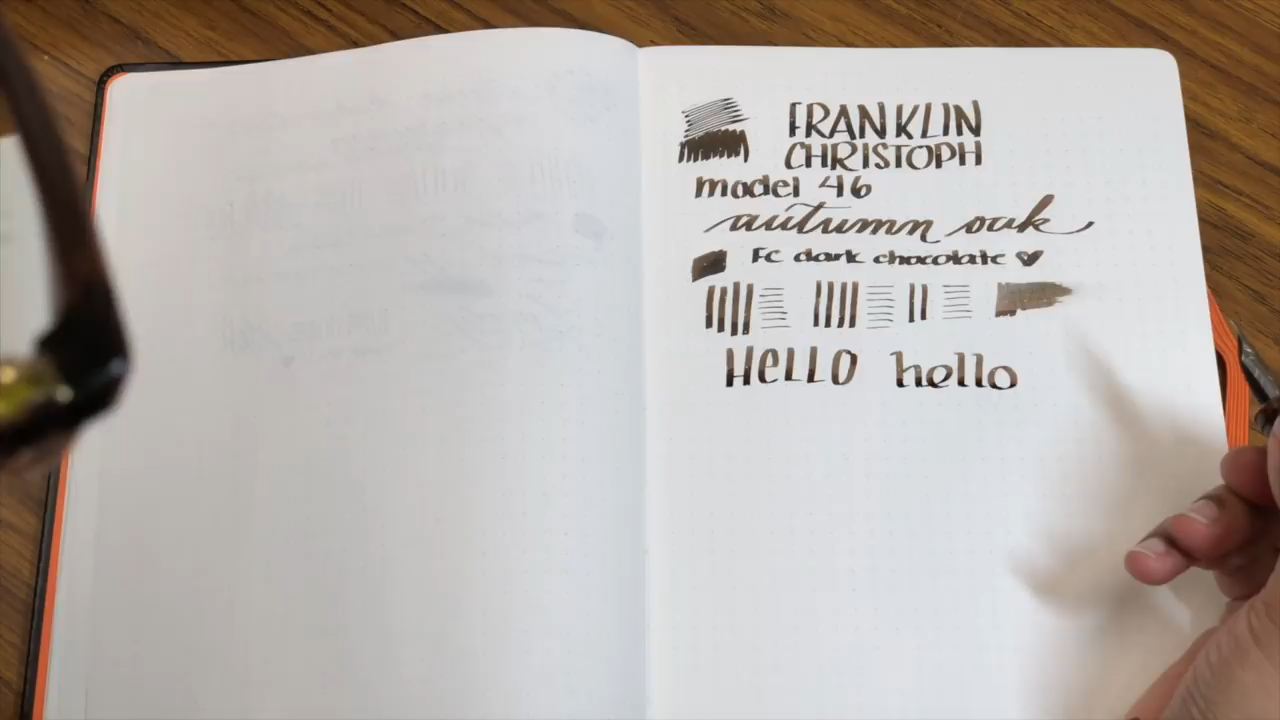 FRANKLIN
CHRISTOPH
model 46
autumn oak
FC dark chocolate
HELLO hello